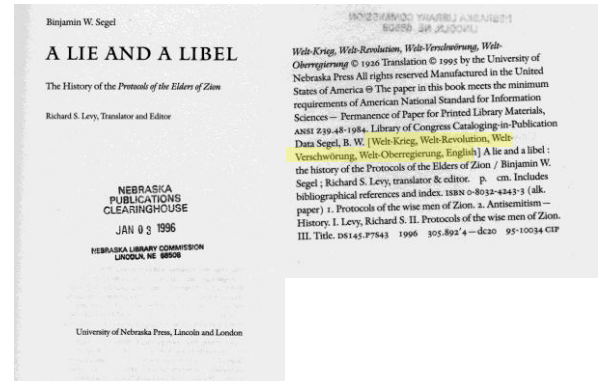 Binjamin W. Segel
A LIE AND A LIBEL
The History of the Protocols of the Elders of Zion
Richard S. Levy, Translator and Editor
NEBRASKA
PUBLICATIONS
CLEARINGHOUSE
JAN 03 1996
NEBRASKA LIBRARY COMMISSION
LINCOLN, NE 68508
University of Nebraska Press, Lincoln and London
NEBRASKA LIBRARY COMMISSION
LINCOLN, NE 68508
Welt-Krieg, Welt-Revolution, Welt-Verschwörung, Welt-
Oberregierung © 1926 Translation © 1995 by the University of
Nebraska Press All rights reserved Manufactured in the United
States of America ⊖ The paper in this book meets the minimum
requirements of American National Standard for Information
Sciences— Permanence of Paper for Printed Library Materials,
ANSI Z39.48-1984. Library of Congress Cataloging-in-Publication
Data Segel, B. W. [Welt-Krieg, Welt-Revolution, Welt-
Verschwörung, Welt-Oberregierung, English] A lie and a libel :
the history of the Protocols of the Elders of Zion / Binjamin W.
Segel ; Richard S. Levy, translator & editor. p. cm. Includes
bibliographical references and index. ISBN 0-8032-4243-3 (alk.
paper) 1. Protocols of the wise men of Zion. 2. Antisemitism—
History. I. Levy, Richard S. II. Protocols of the wise men of Zion.
III. Title. DS145.P7S43 1996 305.892'4—dc20 95-10034 CIP